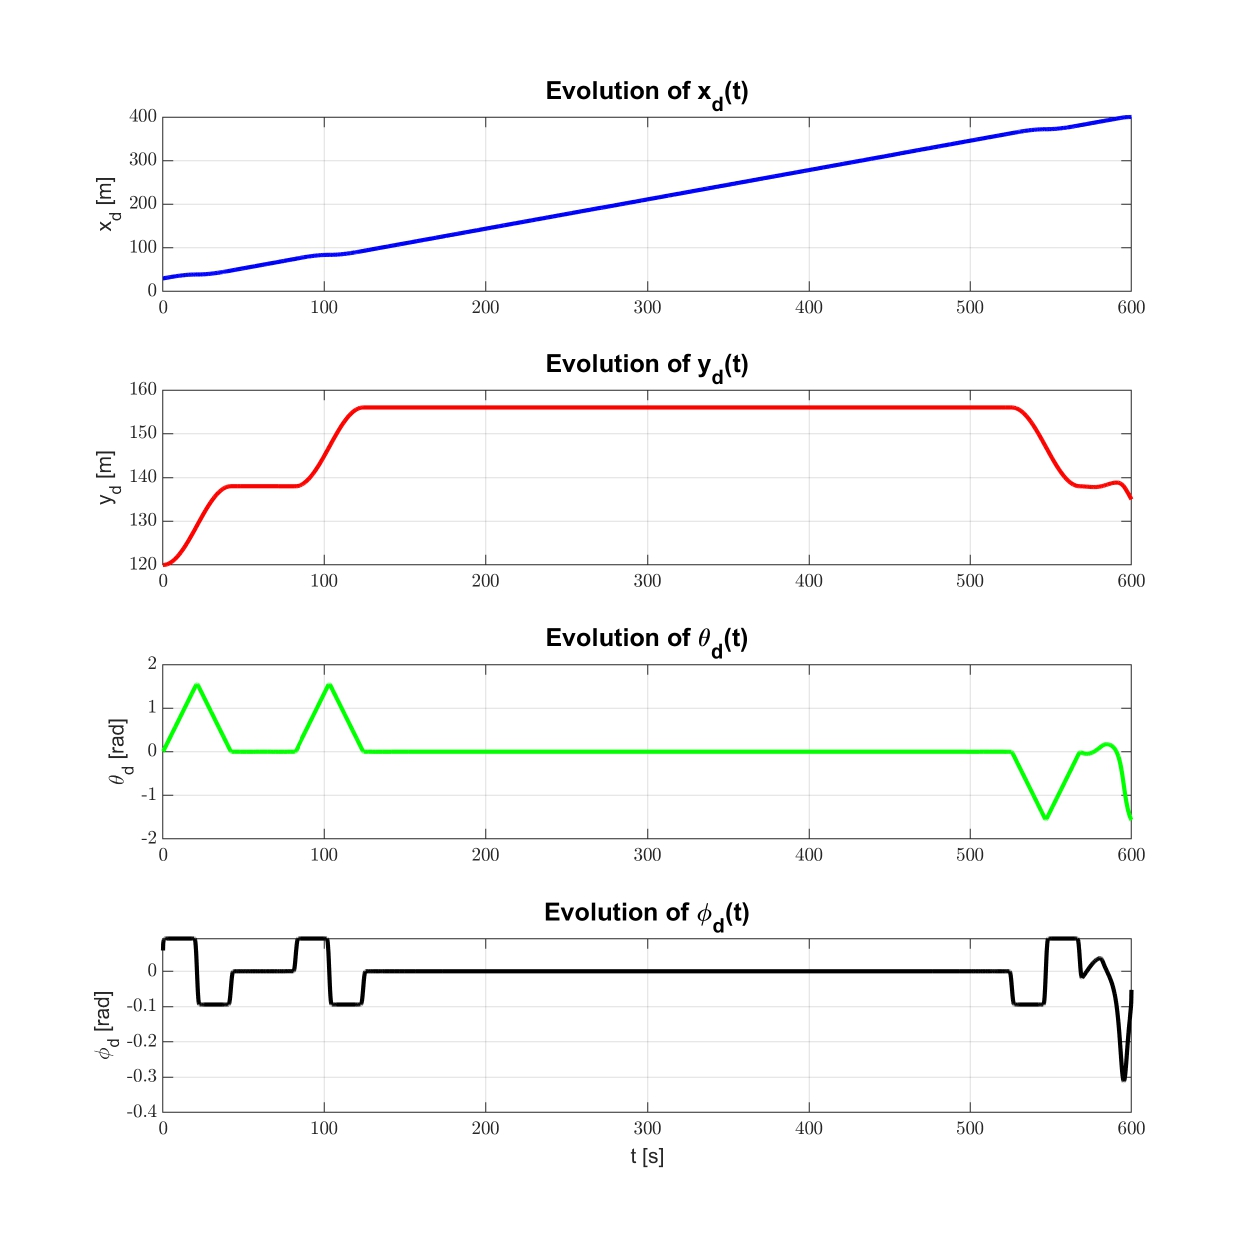 Evolution of x_d(t)
400
300
200
100
0
x_d [m]
0 100 200 300 400 500 600
Evolution of y_d(t)
160
150
140
130
120
y_d [m]
0 100 200 300 400 500 600
Evolution of θ_d(t)
2
1
0
-1
-2
θ_d [rad]
0 100 200 300 400 500 600
Evolution of ϕ_d(t)
0
-0.1
-0.2
-0.3
-0.4
ϕ_d [rad]
0 100 200 300 400 500 600
t [s]